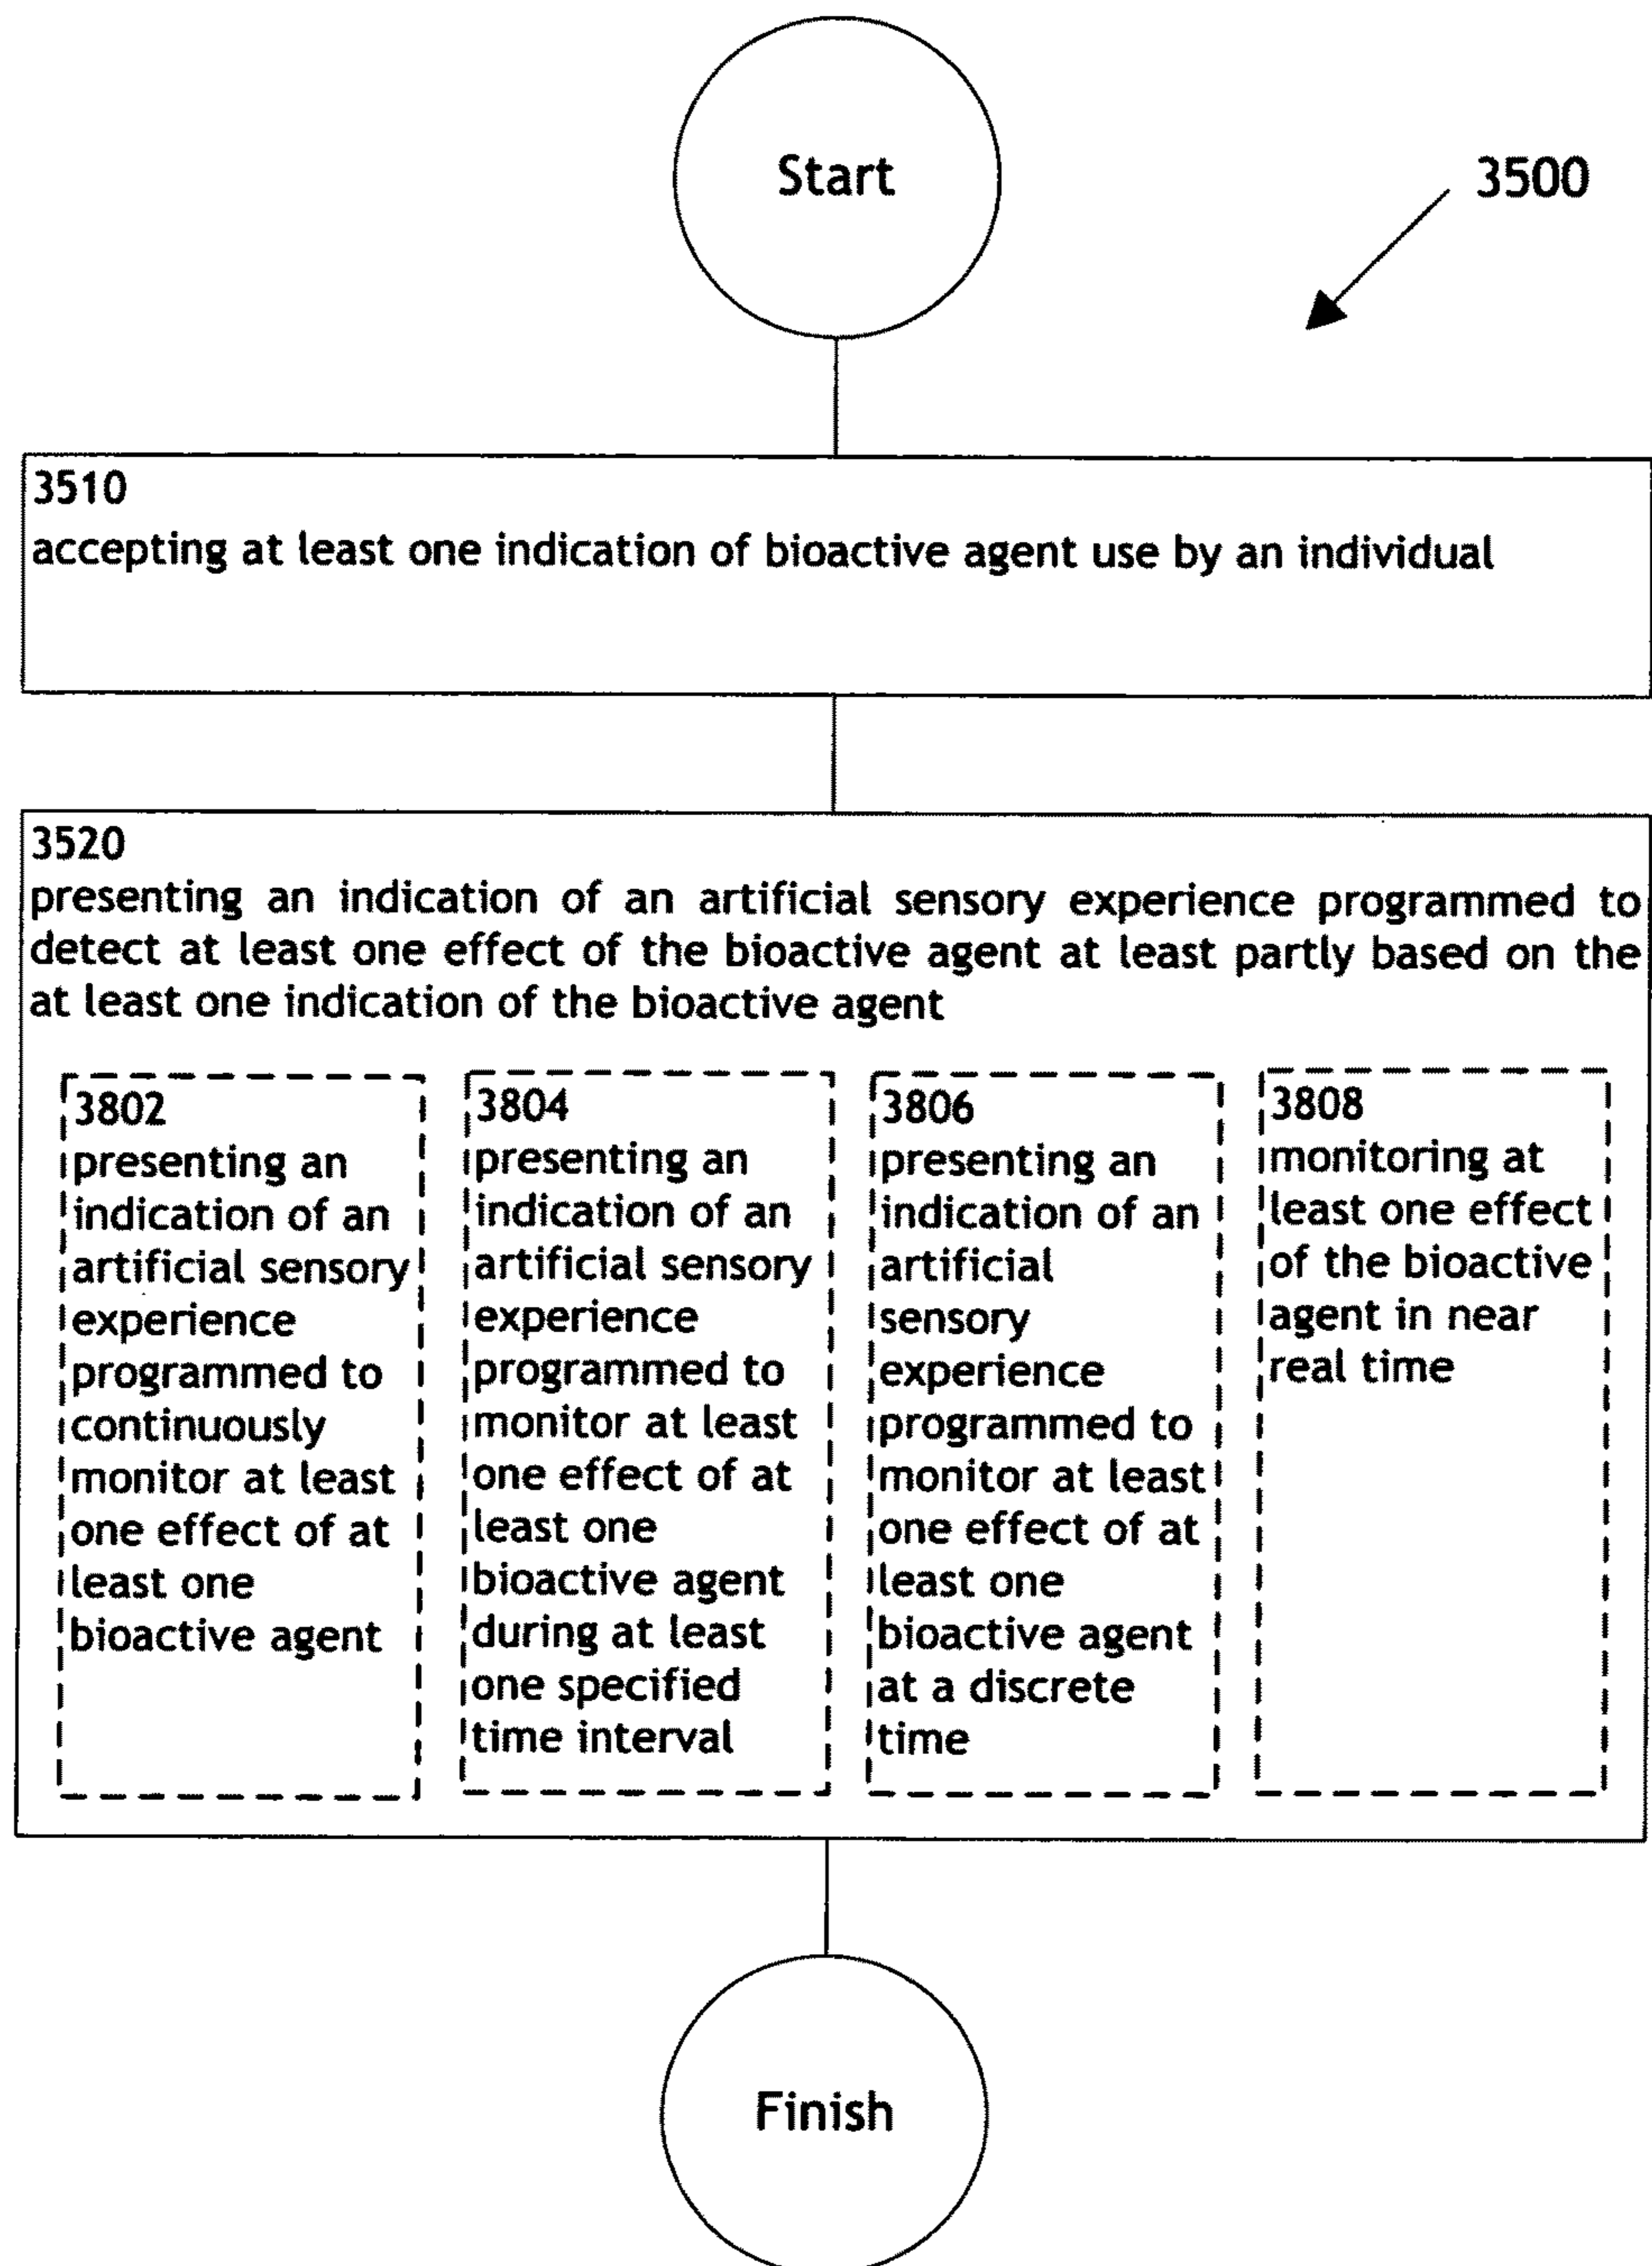 Start
3500
3510
accepting at least one indication of bioactive agent use by an individual
3520
presenting an indication of an artificial sensory experience programmed to
detect at least one effect of the bioactive agent at least partly based on the
at least one indication of the bioactive agent
3802
presenting an
indication of an
artificial sensory
experience
programmed to
continuously
monitor at least
one effect of at
least one
bioactive agent
3804
presenting an
indication of an
artificial sensory
experience
programmed to
monitor at least
one effect of at
least one
bioactive agent
during at least
one specified
time interval
3806
presenting an
indication of an
artificial
sensory
experience
programmed to
monitor at least
one effect of at
least one
bioactive agent
at a discrete
time
3808
monitoring at
least one effect
of the bioactive
agent in near
real time
Finish